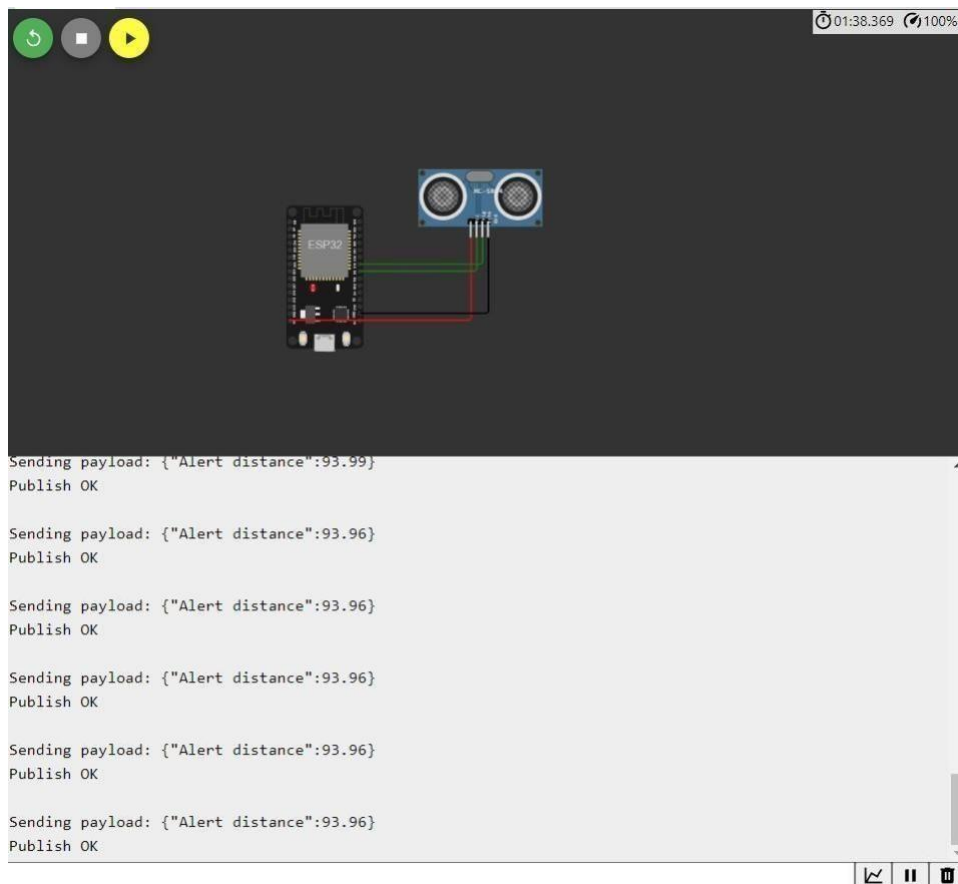 01:38.369 100%
ESP32
Sending payload: {"Alert distance":93.99}
Publish OK
Sending payload: {"Alert distance":93.96}
Publish OK
Sending payload: {"Alert distance":93.96}
Publish OK
Sending payload: {"Alert distance":93.96}
Publish OK
Sending payload: {"Alert distance":93.96}
Publish OK
Sending payload: {"Alert distance":93.96}
Publish OK